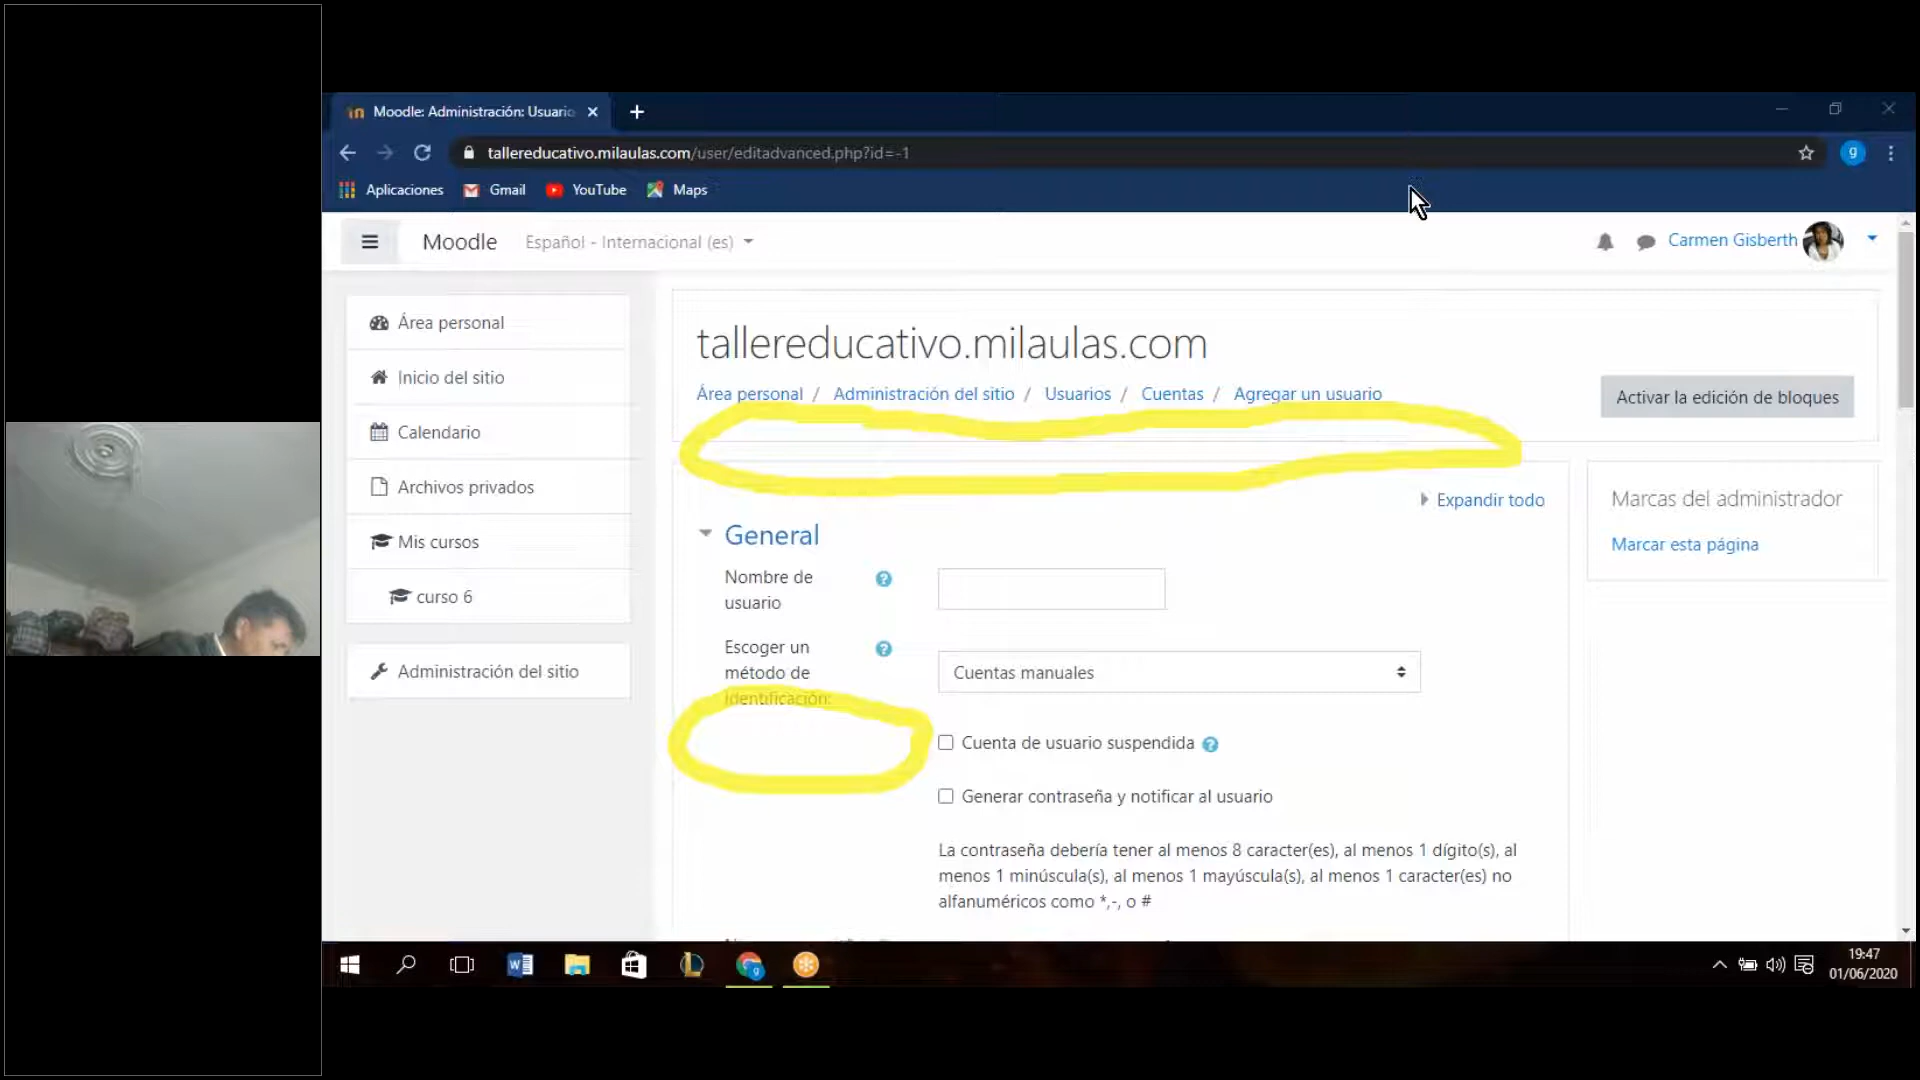 Moodle: Administración: Usuario
tallereducativo.milaulas.com/user/editadvanced.php?id=-1
g
Aplicaciones
Gmail
YouTube
Maps
Moodle
Español - Internacional (es)
Carmen Gisberth
Área personal
Inicio del sitio
Calendario
Archivos privados
Mis cursos
curso 6
Administración del sitio
tallereducativo.milaulas.com
Área personal / Administración del sitio / Usuarios / Cuentas / Agregar un usuario
Activar la edición de bloques
Expandir todo
General
Nombre de
usuario
Escoger un
método de
identificación:
Cuentas manuales
Cuenta de usuario suspendida
Generar contraseña y notificar al usuario
La contraseña debería tener al menos 8 caracter(es), al menos 1 dígito(s), al
menos 1 minúscula(s), al menos 1 mayúscula(s), al menos 1 caracter(es) no
alfanuméricos como *,-, o #
Marcas del administrador
Marcar esta página
19:47
01/06/2020